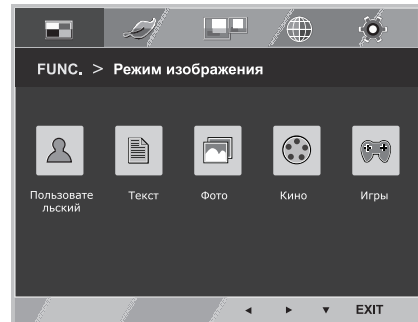 FUNC. > Режим изображения
Пользовате
льский
Текст
Фото
Кино
Игры
EXIT